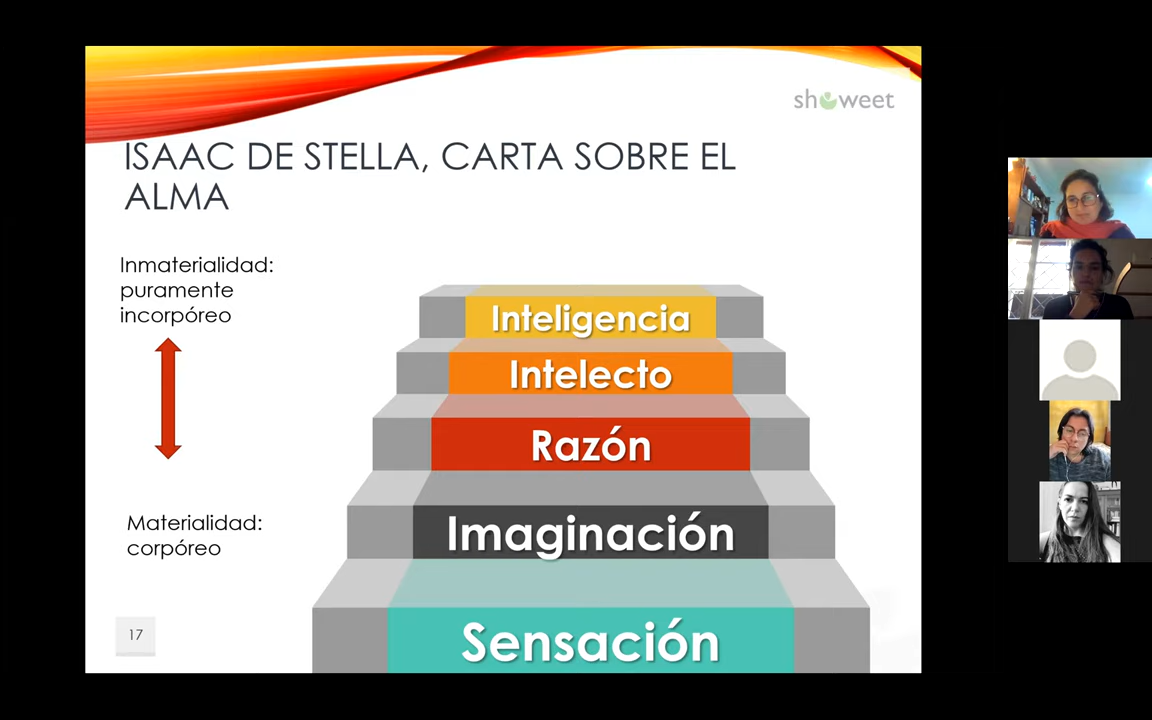 showeet
ISAAC DE STELLA, CARTA SOBRE EL
ALMA
Inmaterialidad:
puramente
incorpóreo
Inteligencia
Intelecto
Razón
Imaginación
Materialidad:
corpóreo
Sensación
17